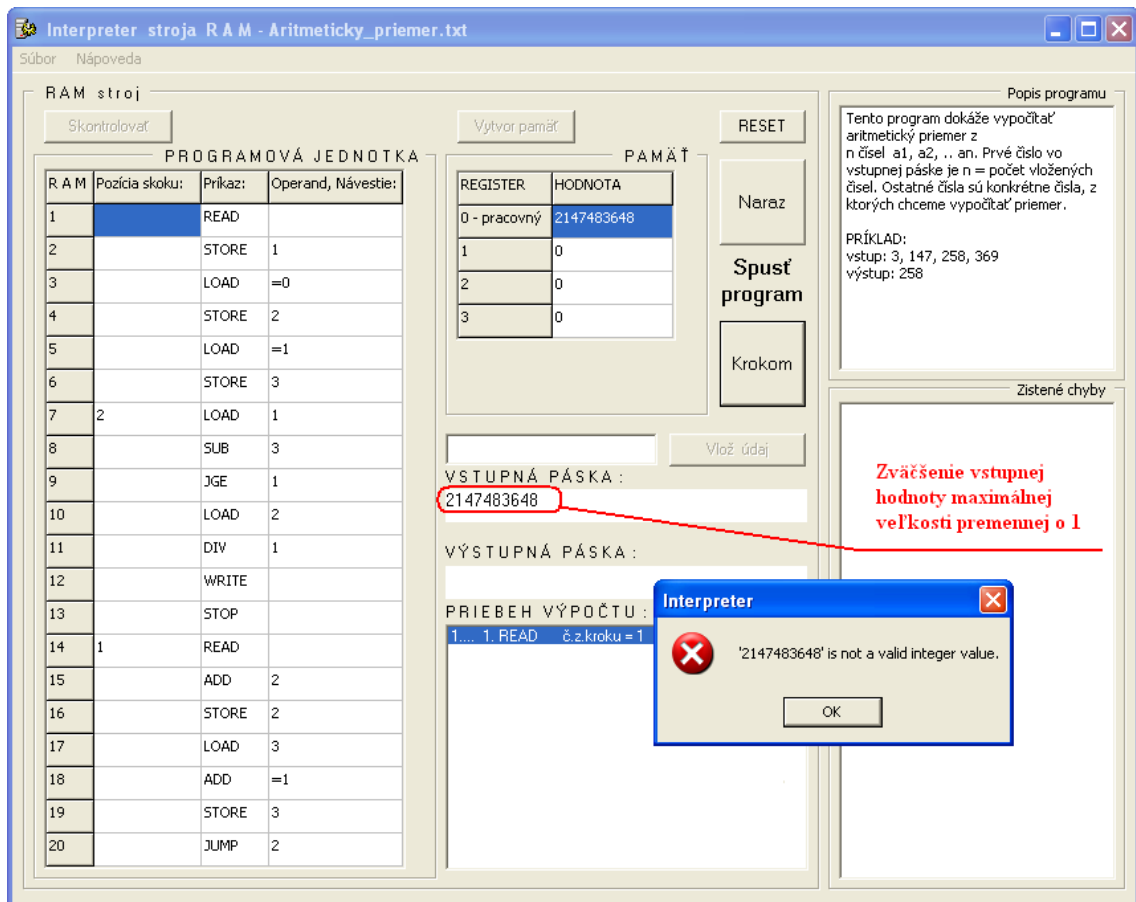 Interpreter stroja R A M - Aritmeticky_priemer.txt
Súbor Nápoveda
RAM stroj
Skontrolovať
Vytvor pamäť
RESET
PROGRAMOVÁ JEDNOTKA
R A M Pozícia skoku: Príkaz: Operand, Návestie:
1 READ
2 STORE 1
3 LOAD =0
4 STORE 2
5 LOAD =1
6 STORE 3
7 2 LOAD 1
8 SUB 3
9 JGE 1
10 LOAD 2
11 DIV 1
12 WRITE
13 STOP
14 1 READ
15 ADD 2
16 STORE 2
17 LOAD 3
18 ADD =1
19 STORE 3
20 JUMP 2
PAMÄŤ
REGISTER HODNOTA
0 - pracovný 2147483648
1 0
2 0
3 0
Naraz
Spusť
program
Krokom
Vlož údaj
VSTUPNÁ PÁSKA :
2147483648
VÝSTUPNÁ PÁSKA :
PRIEBEH VÝPOČTU :
1.... 1. READ č.z.kroku = 1
Popis programu
Tento program dokáže vypočítať
aritmetický priemer z
n čísel a1, a2, .. an. Prvé čislo vo
vstupnej páske je n = počet vložených
čisel. Ostatné čísla sú konkrétne čisla, z
ktorých chceme vypočítať priemer.
PRÍKLAD:
vstup: 3, 147, 258, 369
výstup: 258
Zistené chyby
Zväčšenie vstupnej
hodnoty maximálnej
veľkosti premennej o 1
Interpreter
'2147483648' is not a valid integer value.
OK